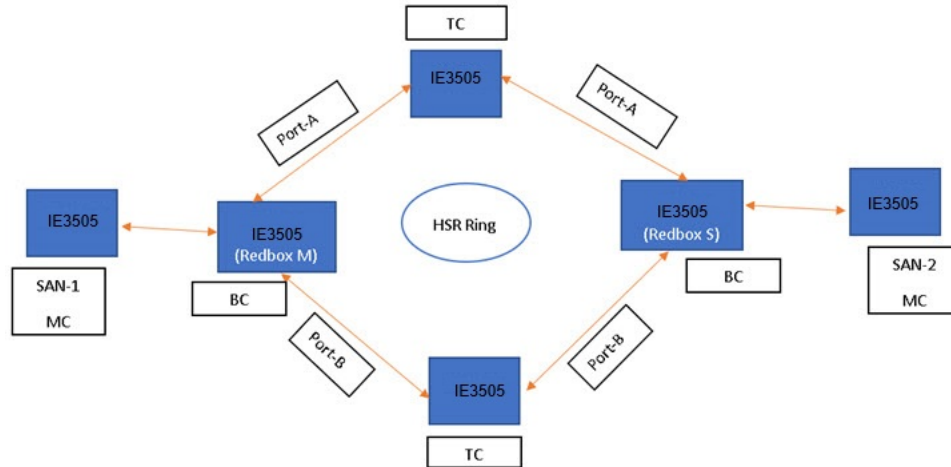 TC
IE3505
Port-A
Port-A
IE3505
SAN-1
MC
IE3505
(Redbox M)
BC
HSR Ring
IE3505
(Redbox S)
BC
IE3505
SAN-2
MC
Port-B
Port-B
IE3505
TC